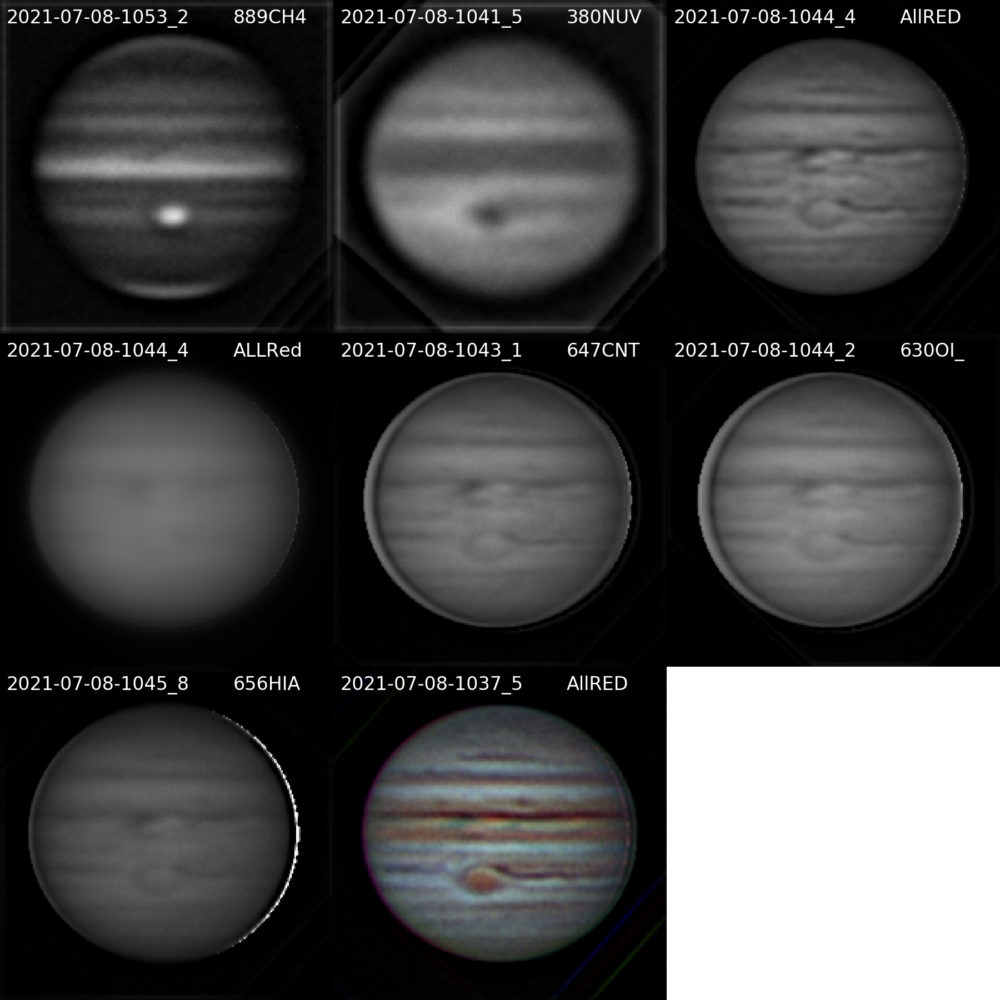 2021-07-08-1053_2 889CH4
2021-07-08-1041_5 380NUV
2021-07-08-1044_4 AllRED
2021-07-08-1044_4 ALLRed
2021-07-08-1043_1 647CNT
2021-07-08-1044_2 630OI_
2021-07-08-1045_8 656HIA
2021-07-08-1037_5 AllRED